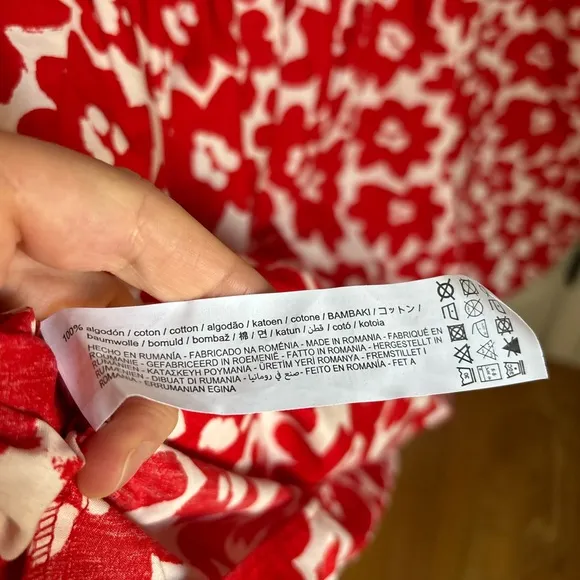 100% algodón / coton / cotton / algodão / katoen / cotone / BAMBAKI / コットン /
baumwolle / bomuld / bombaž / 棉 / 면 / katun / قطن / cotó / kotoia
HECHO EN RUMANÍA - FABRICADO NA ROMÉNIA - MADE IN ROMANIA - FABRIQUÉ EN
ROUMANIE - GEFABRICEERD IN ROEMENIË - FATTO IN ROMANIA - HERGESTELLT IN
RUMÄNIEN - ΚΑΤΑΣΚΕΥΗ ΡΟΥΜΑΝΙΑ - ÜRETİM YERİ ROMANYA - FREMSTILLET I
RUMÆNIEN - DIBUAT DI RUMANIA - صنع في رومانيا - FEITO EN ROMANÍA - FET A
ROMANIA - ERRUMANIAN EGINA